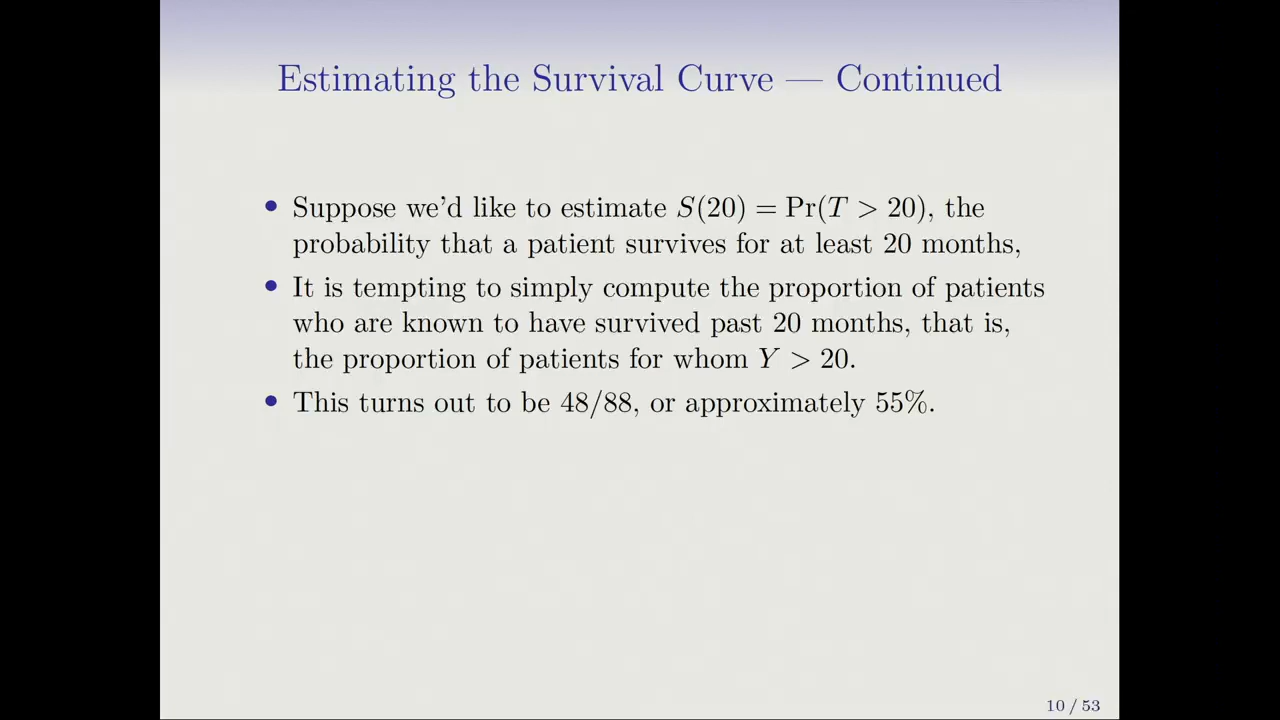 Estimating the Survival Curve — Continued
• Suppose we'd like to estimate S(20) = Pr(T > 20), the
probability that a patient survives for at least 20 months,
• It is tempting to simply compute the proportion of patients
who are known to have survived past 20 months, that is,
the proportion of patients for whom Y > 20.
• This turns out to be 48/88, or approximately 55%.
10 / 53